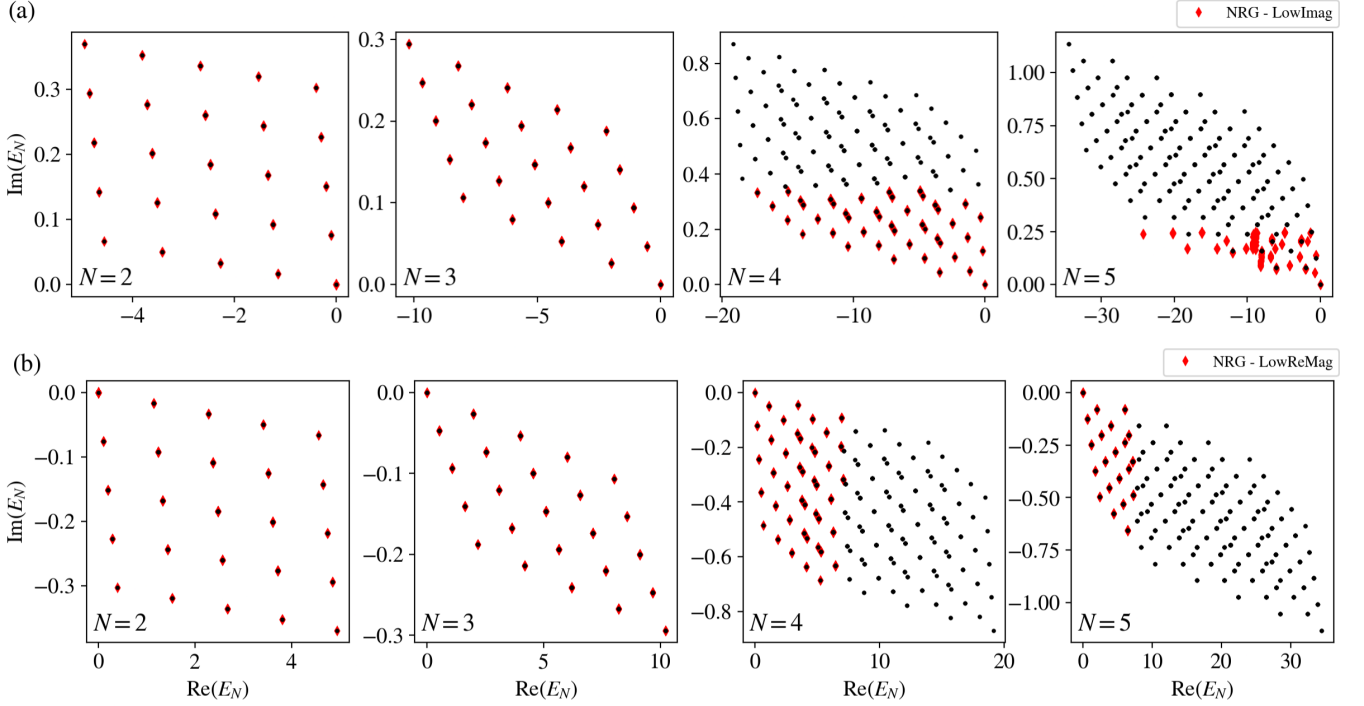 (a)
NRG - LowImag
Im(E_N)
0.3
0.2
0.1
0.0
N=2
−4 −2 0
0.3
0.2
0.1
0.0
N=3
−10 −5 0
0.8
0.6
0.4
0.2
0.0
N=4
−20 −10 0
1.00
0.75
0.50
0.25
0.00
N=5
−30 −20 −10 0
(b)
NRG - LowReMag
Im(E_N)
0.0
−0.1
−0.2
−0.3
N=2
0 2 4
Re(E_N)
0.0
−0.1
−0.2
−0.3
N=3
0 5 10
Re(E_N)
0.0
−0.2
−0.4
−0.6
−0.8
N=4
0 10 20
Re(E_N)
0.00
−0.25
−0.50
−0.75
−1.00
N=5
0 10 20 30
Re(E_N)